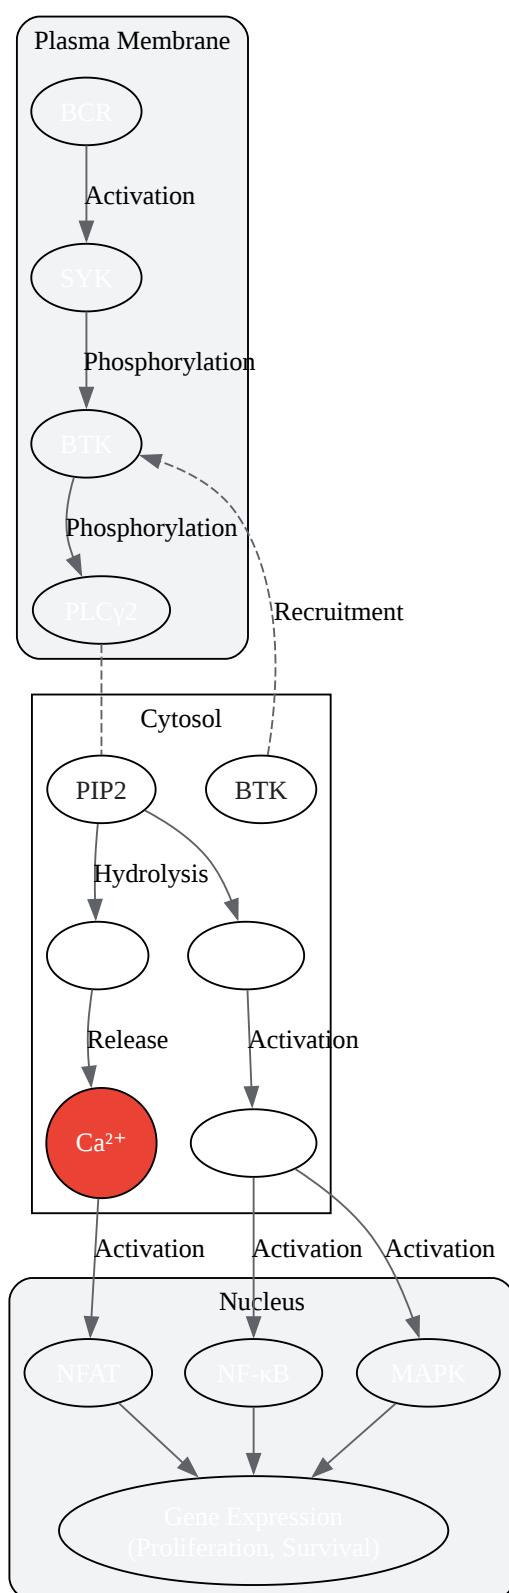 Plasma Membrane
BCR
Activation
SYK
Phosphorylation
BTK
Phosphorylation
PLCγ2
Recruitment
Cytosol
PIP2
BTK
Hydrolysis
Release
Activation
Ca²⁺
Activation
Activation
Activation
Nucleus
NFAT
NF-κB
MAPK
Gene Expression
(Proliferation, Survival)